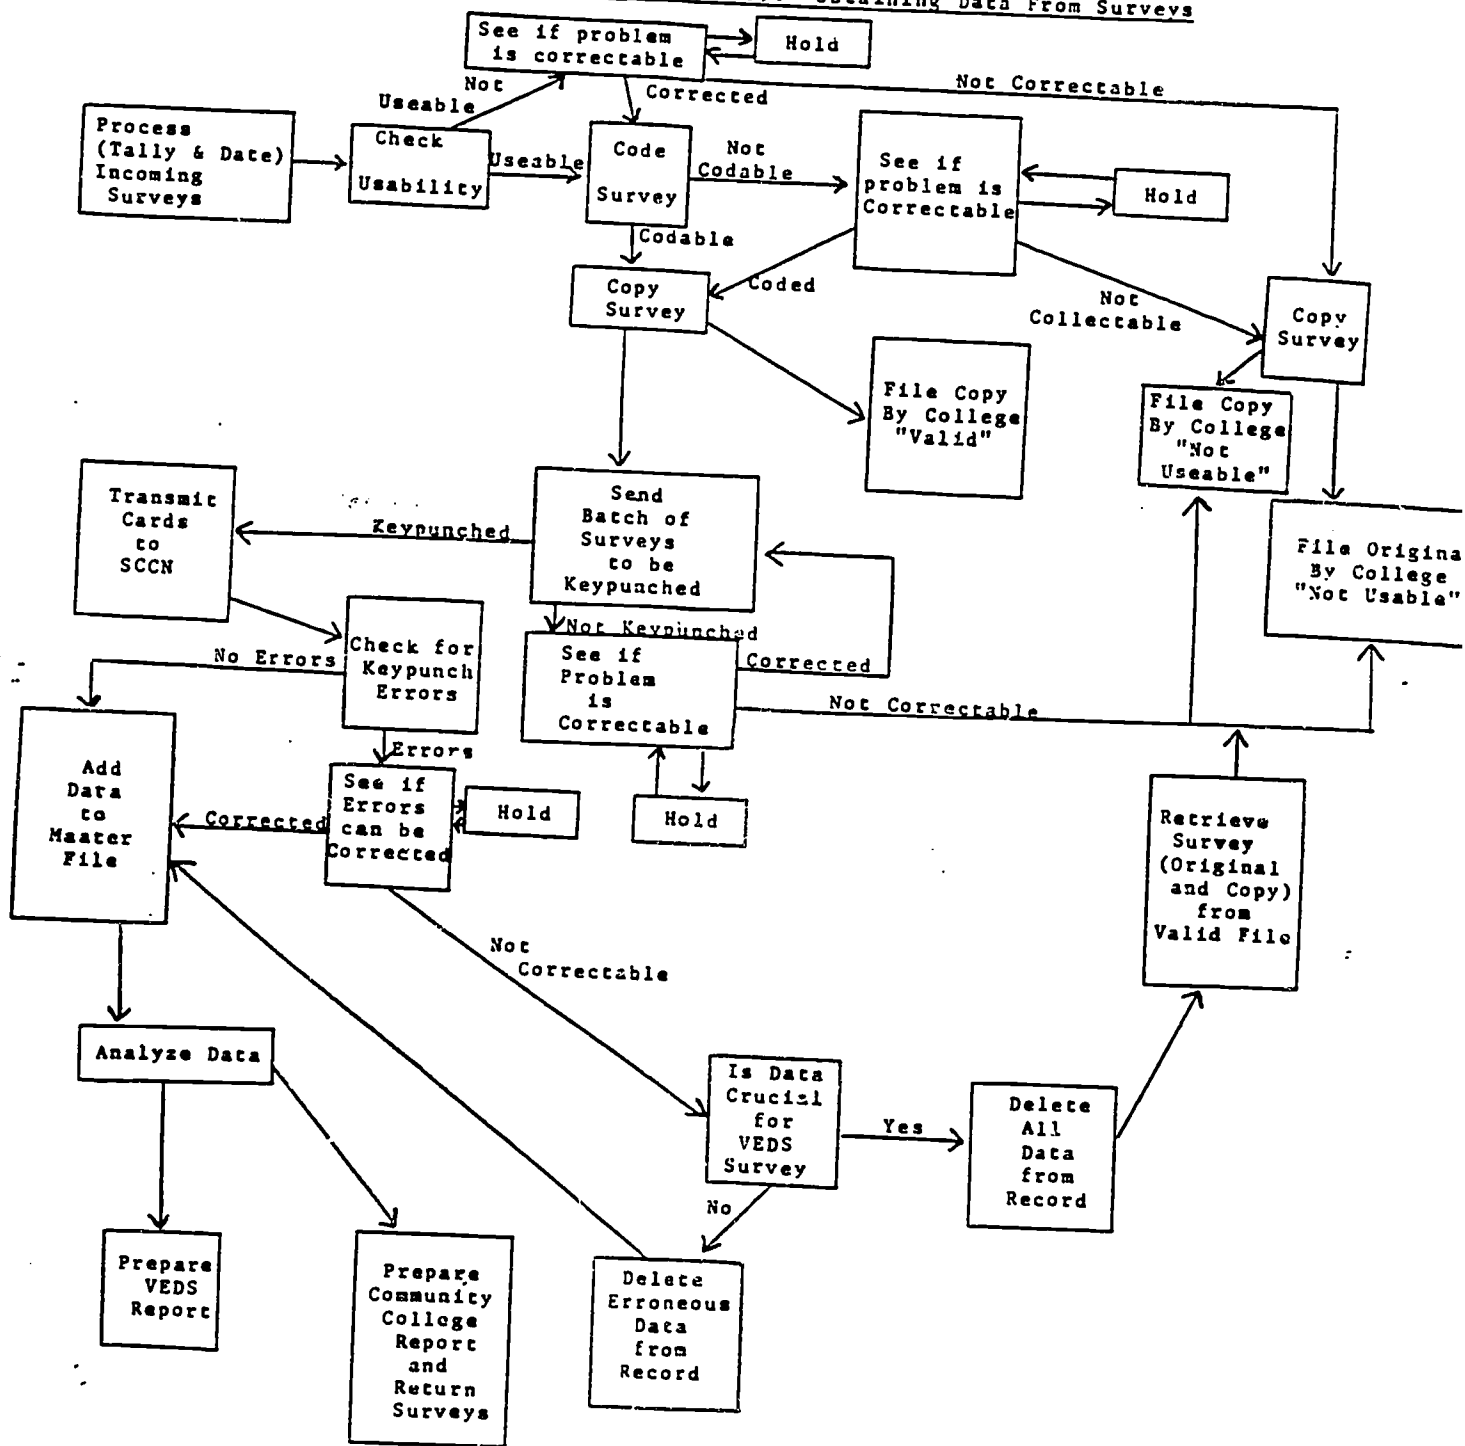 Data From Surveys
See if problem
is correctable
Hold
Not
Useable
Corrected
Not Correctable
Process
(Tally & Date)
Incoming
Surveys
Check
Usability
Useable
Code
Survey
Not
Codable
See if
problem is
Correctable
Hold
Codable
Coded
Not
Collectable
Copy
Survey
Copy
Survey
File Copy
By College
"Valid"
File Copy
By College
"Not
Useable"
File Origina
By College
"Not Usable"
Transmit
Cards
to
SCCN
Keypunched
Send
Batch of
Surveys
to be
Keypunched
Not Keypunched
Check for
Keypunch
Errors
No Errors
See if
Problem
is
Correctable
Corrected
Not Correctable
Errors
Add
Data
to
Master
File
Corrected
See if
Errors
can be
Corrected
Hold
Hold
Retrieve
Survey
(Original
and Copy)
from
Valid File
Not
Correctable
Analyze Data
Is Data
Crucial
for
VEDS
Survey
Yes
Delete
All
Data
from
Record
No
Prepare
VEDS
Report
Prepare
Community
College
Report
and
Return
Surveys
Delete
Erroneous
Data
from
Record